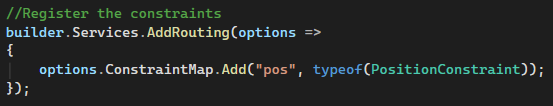 //Register the constraints
builder.Services.AddRouting(options =>
{
    options.ConstraintMap.Add("pos", typeof(PositionConstraint));
});